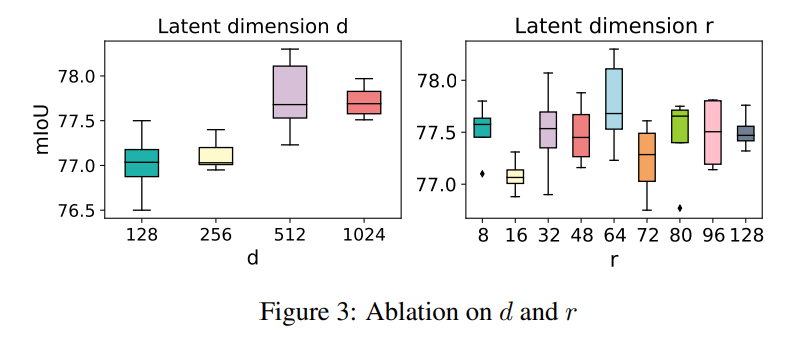 Latent dimension d
mIoU
78.0
77.5
77.0
76.5
128 256 512 1024
d
Latent dimension r
78.0
77.5
77.0
8 16 32 48 64 72 80 96 128
r
Figure 3: Ablation on d and r